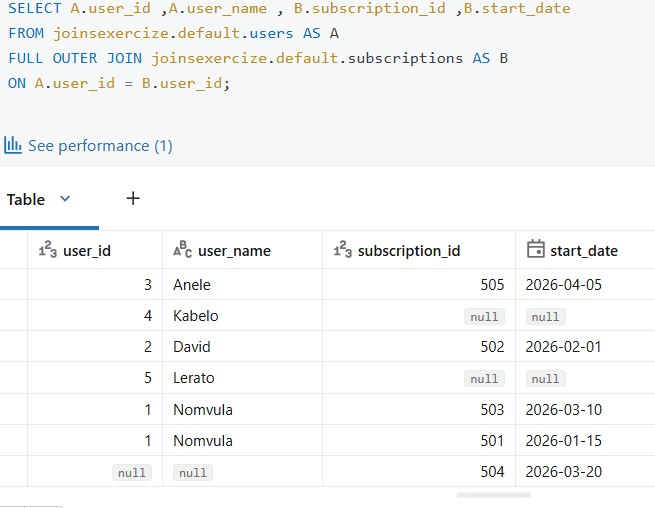 SELECT A.user_id ,A.user_name , B.subscription_id ,B.start_date
FROM joinsexercize.default.users AS A
FULL OUTER JOIN joinsexercize.default.subscriptions AS B
ON A.user_id = B.user_id;
See performance (1)
Table +
123 user_id ABC user_name 123 subscription_id start_date
3 Anele 505 2026-04-05
4 Kabelo null null
2 David 502 2026-02-01
5 Lerato null null
1 Nomvula 503 2026-03-10
1 Nomvula 501 2026-01-15
null null 504 2026-03-20